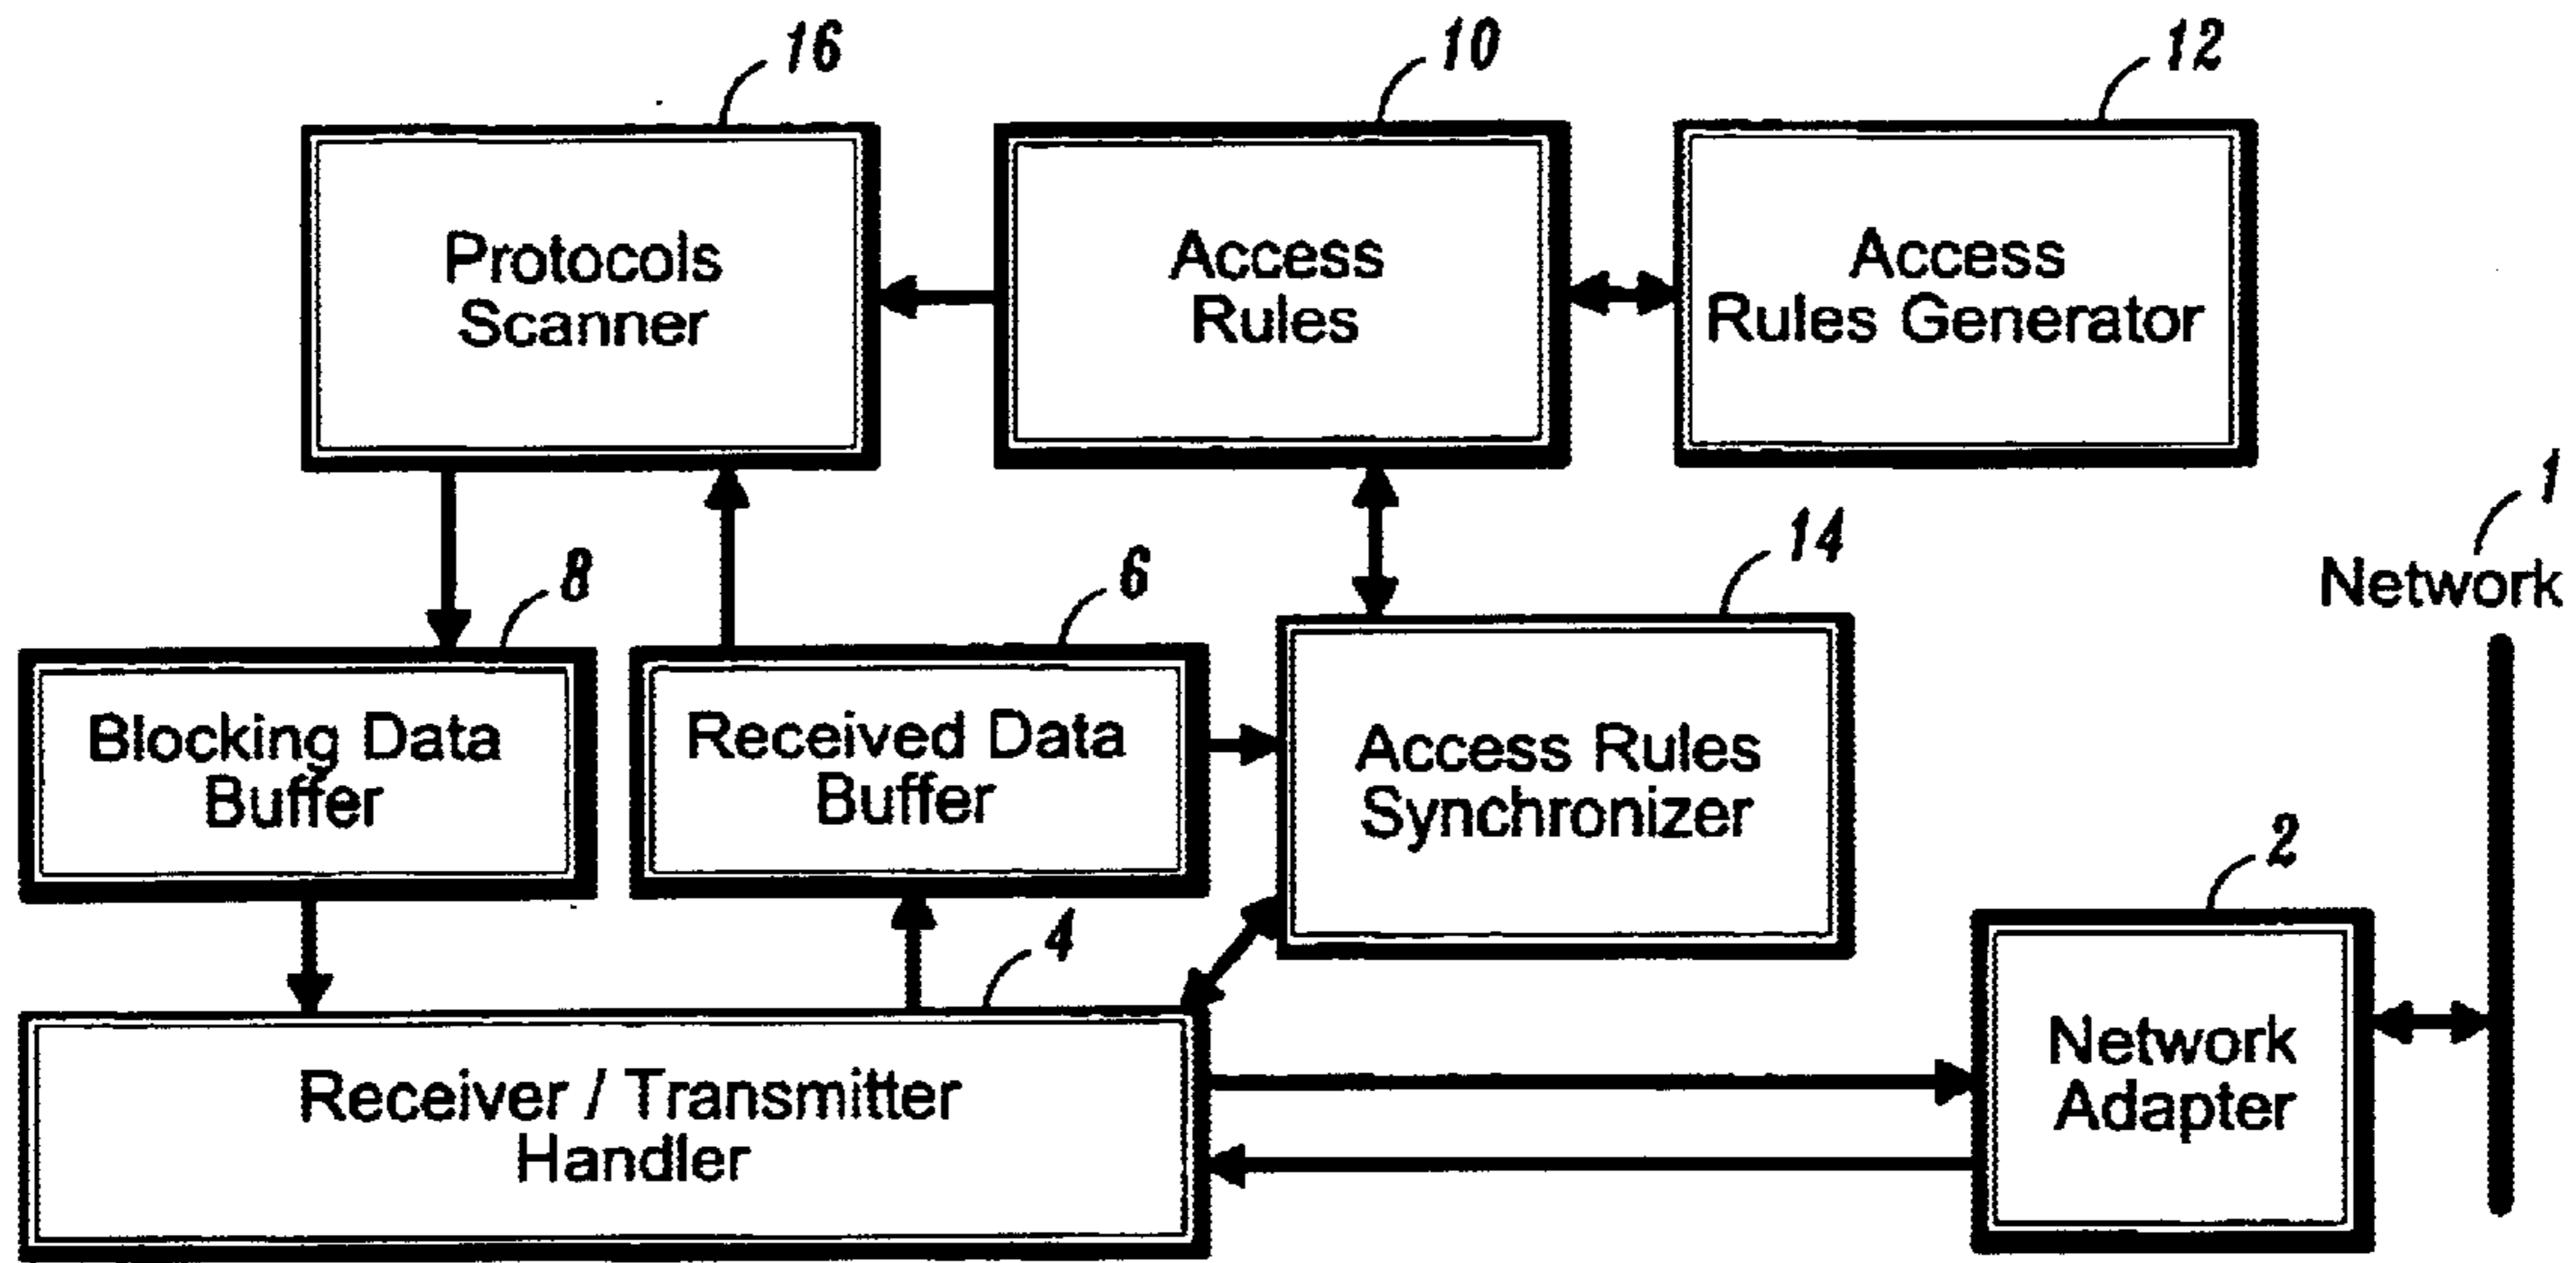 16
10
12
Protocols
Scanner
Access
Rules
Access
Rules Generator
1
Network
8
6
14
Blocking Data
Buffer
Received Data
Buffer
Access Rules
Synchronizer
4
2
Receiver / Transmitter
Handler
Network
Adapter